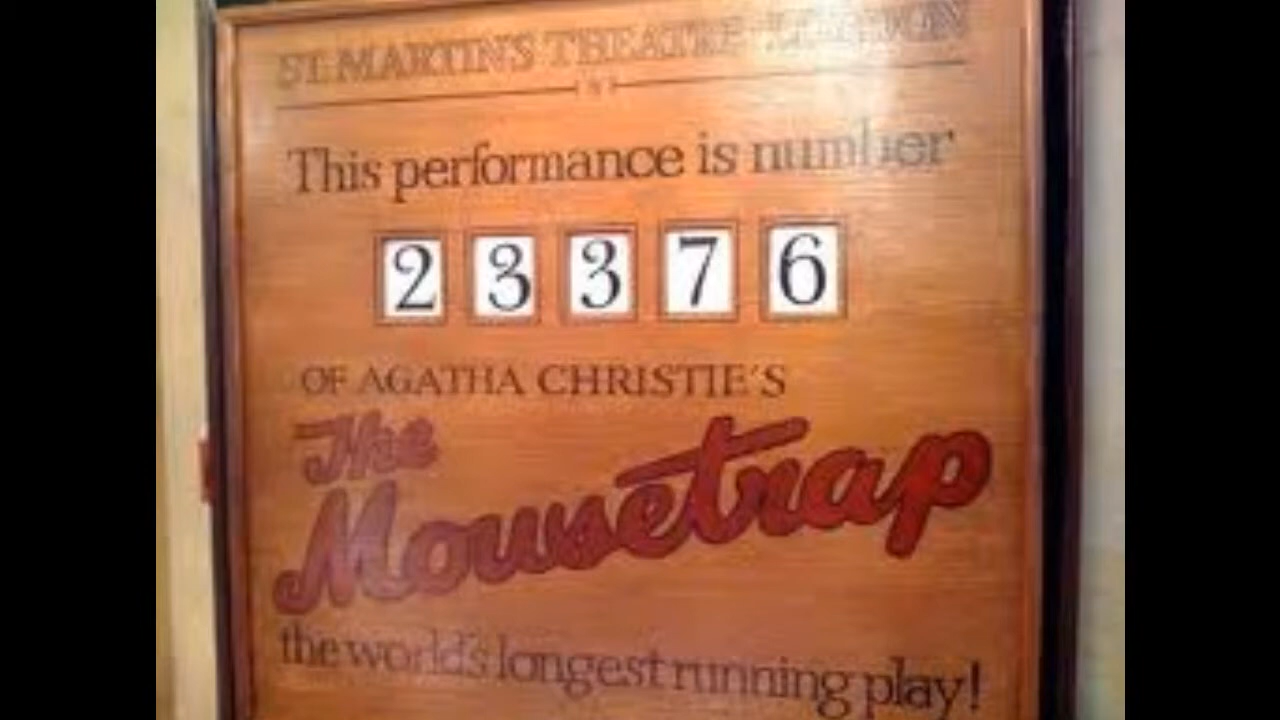 ST. MARTIN'S THEATRE LONDON
This performance is number
2 3 3 7 6
OF AGATHA CHRISTIE'S
The
Mousetrap
the world's longest running play!